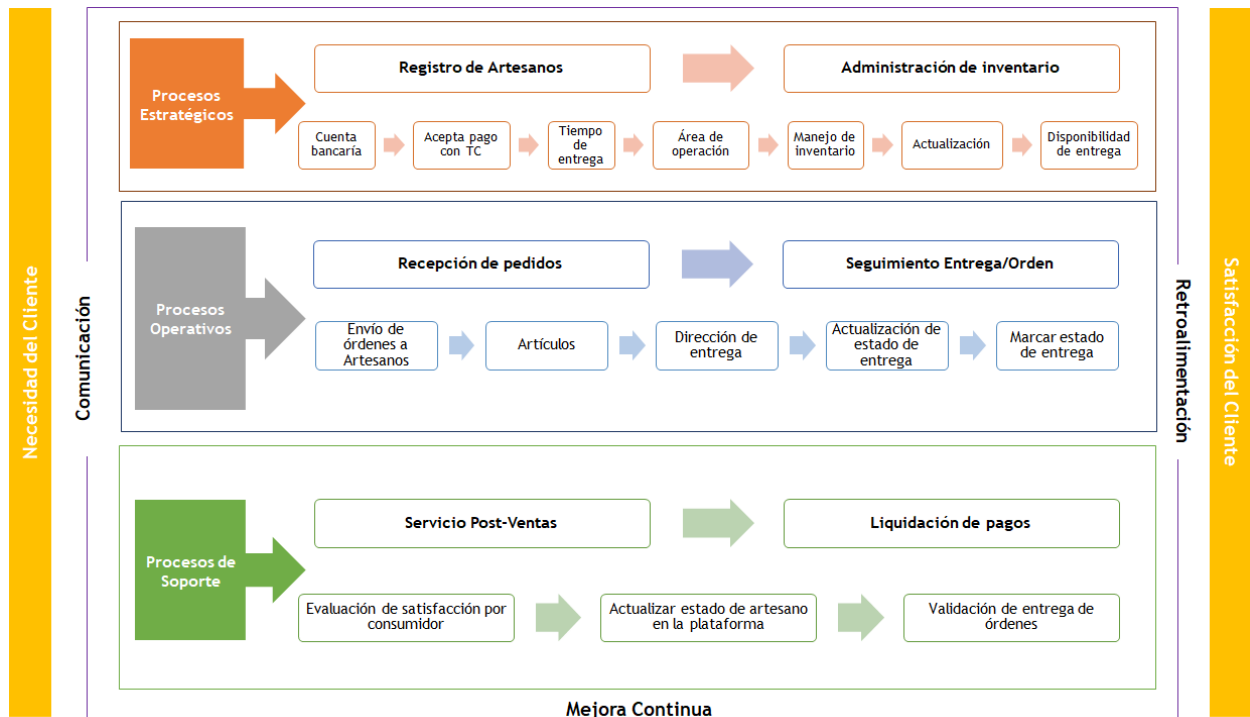 Necesidad del Cliente
Comunicación
Procesos
Estratégicos
Registro de Artesanos
Administración de inventario
Cuenta
bancaría
Acepta pago
con TC
Tiempo
de
entrega
Área de
operación
Manejo de
inventario
Actualización
Disponibilidad
de entrega
Procesos
Operativos
Recepción de pedidos
Seguimiento Entrega/Orden
Envío de
órdenes a
Artesanos
Artículos
Dirección de
entrega
Actualización de
estado de
entrega
Marcar estado
de entrega
Procesos de
Soporte
Servicio Post-Ventas
Liquidación de pagos
Evaluación de satisfacción por
consumidor
Actualizar estado de artesano
en la plataforma
Validación de entrega de
órdenes
Retroalimentación
Satisfacción del Cliente
Mejora Continua